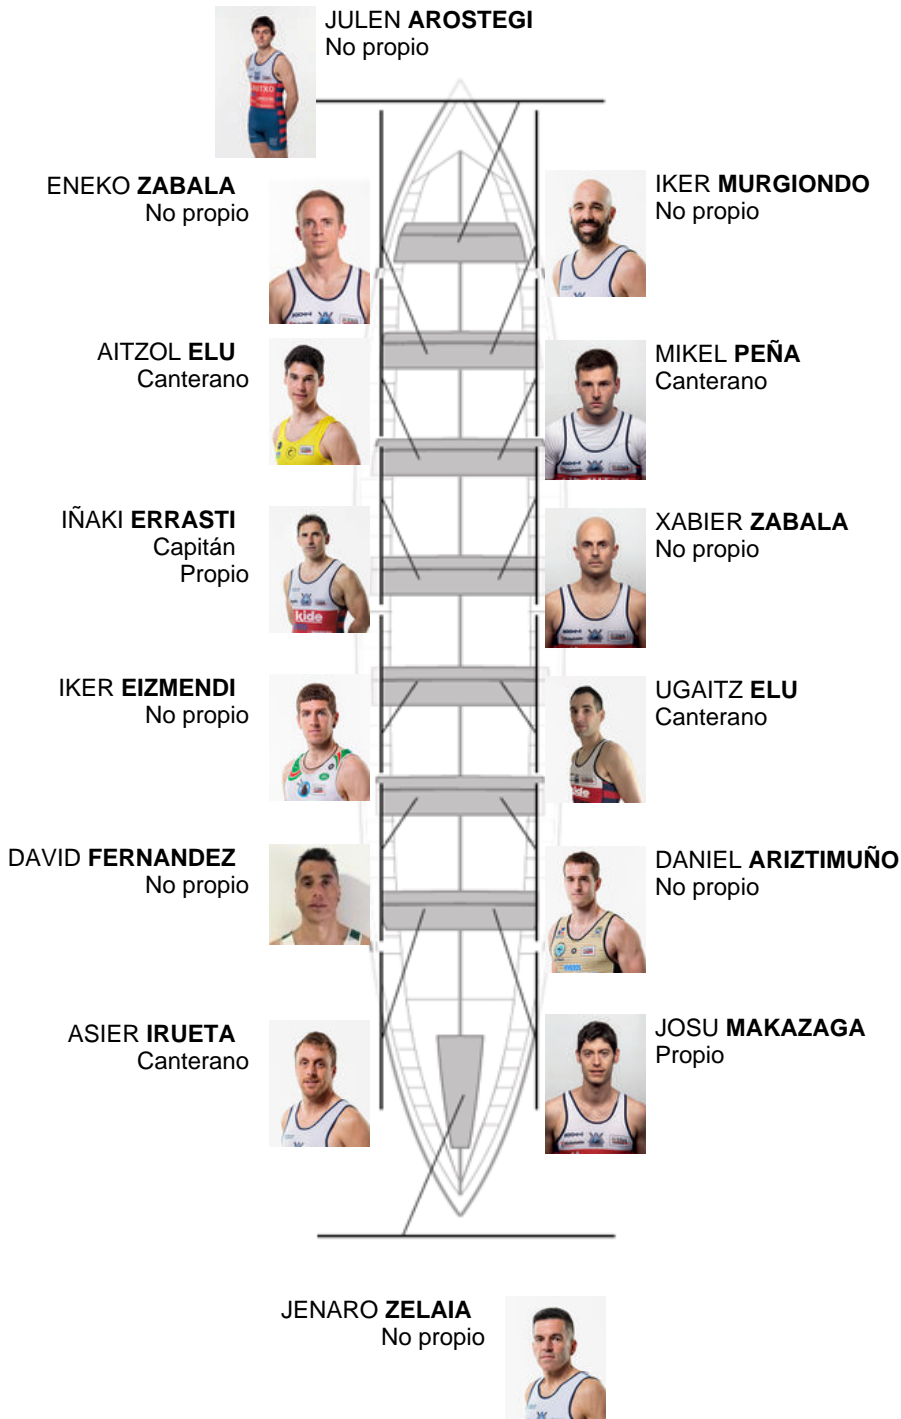 JULEN AROSTEGI
No propio
ENEKO ZABALA
No propio
IKER MURGIONDO
No propio
AITZOL ELU
Canterano
MIKEL PEÑA
Canterano
IÑAKI ERRASTI
Capitán
Propio
kide
XABIER ZABALA
No propio
IKER EIZMENDI
No propio
UGAITZ ELU
Canterano
kide
DAVID FERNANDEZ
No propio
DANIEL ARIZTIMUÑO
No propio
ASIER IRUETA
Canterano
JOSU MAKAZAGA
Propio
JENARO ZELAIA
No propio